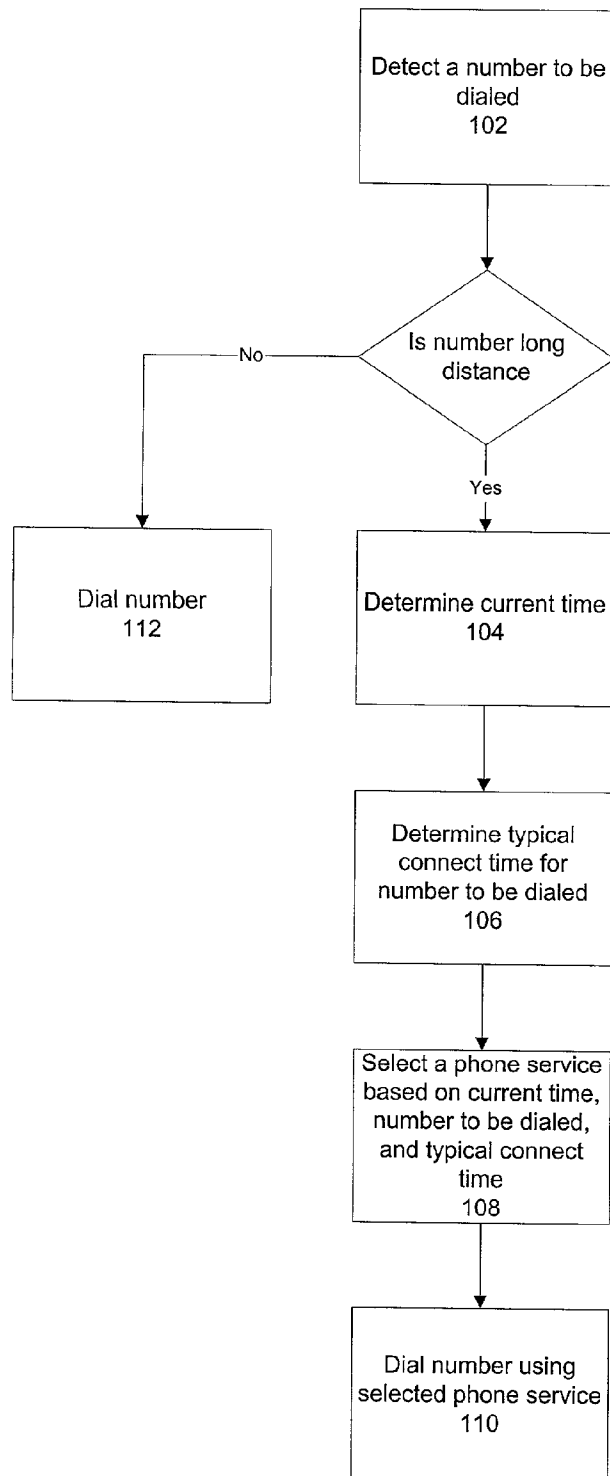 Detect a number to be
dialed
102
Is number long
distance
No
Yes
Dial number
112
Determine current time
104
Determine typical
connect time for
number to be dialed
106
Select a phone service
based on current time,
number to be dialed,
and typical connect
time
108
Dial number using
selected phone service
110